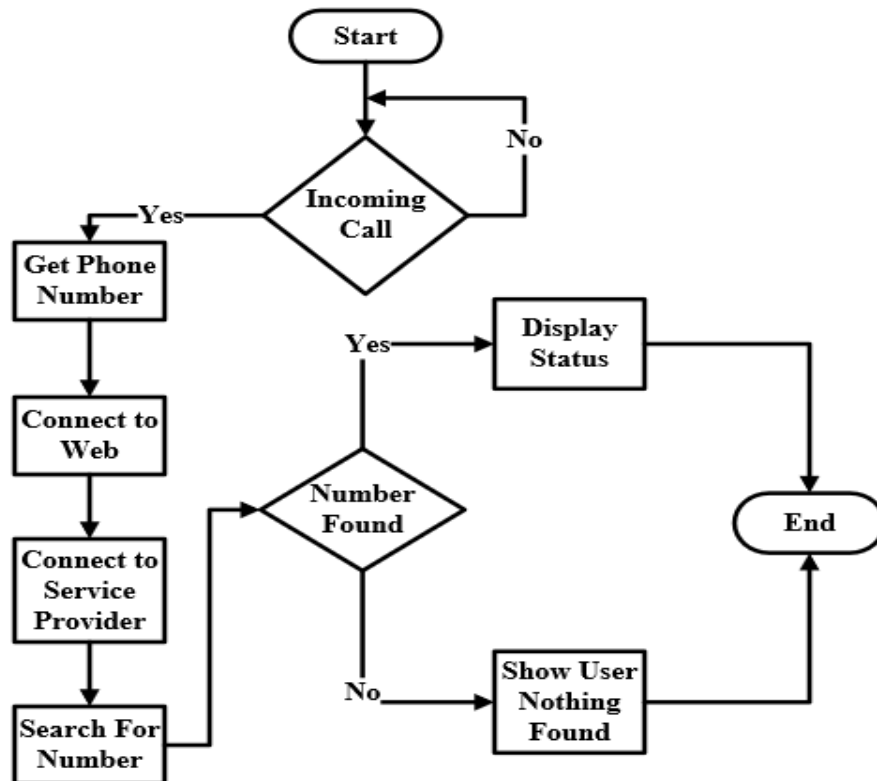 Start
No
Incoming
Call
Yes
Get Phone
Number
Connect to
Web
Connect to
Service
Provider
Search For
Number
Number
Found
Yes
Display
Status
No
Show User
Nothing
Found
End